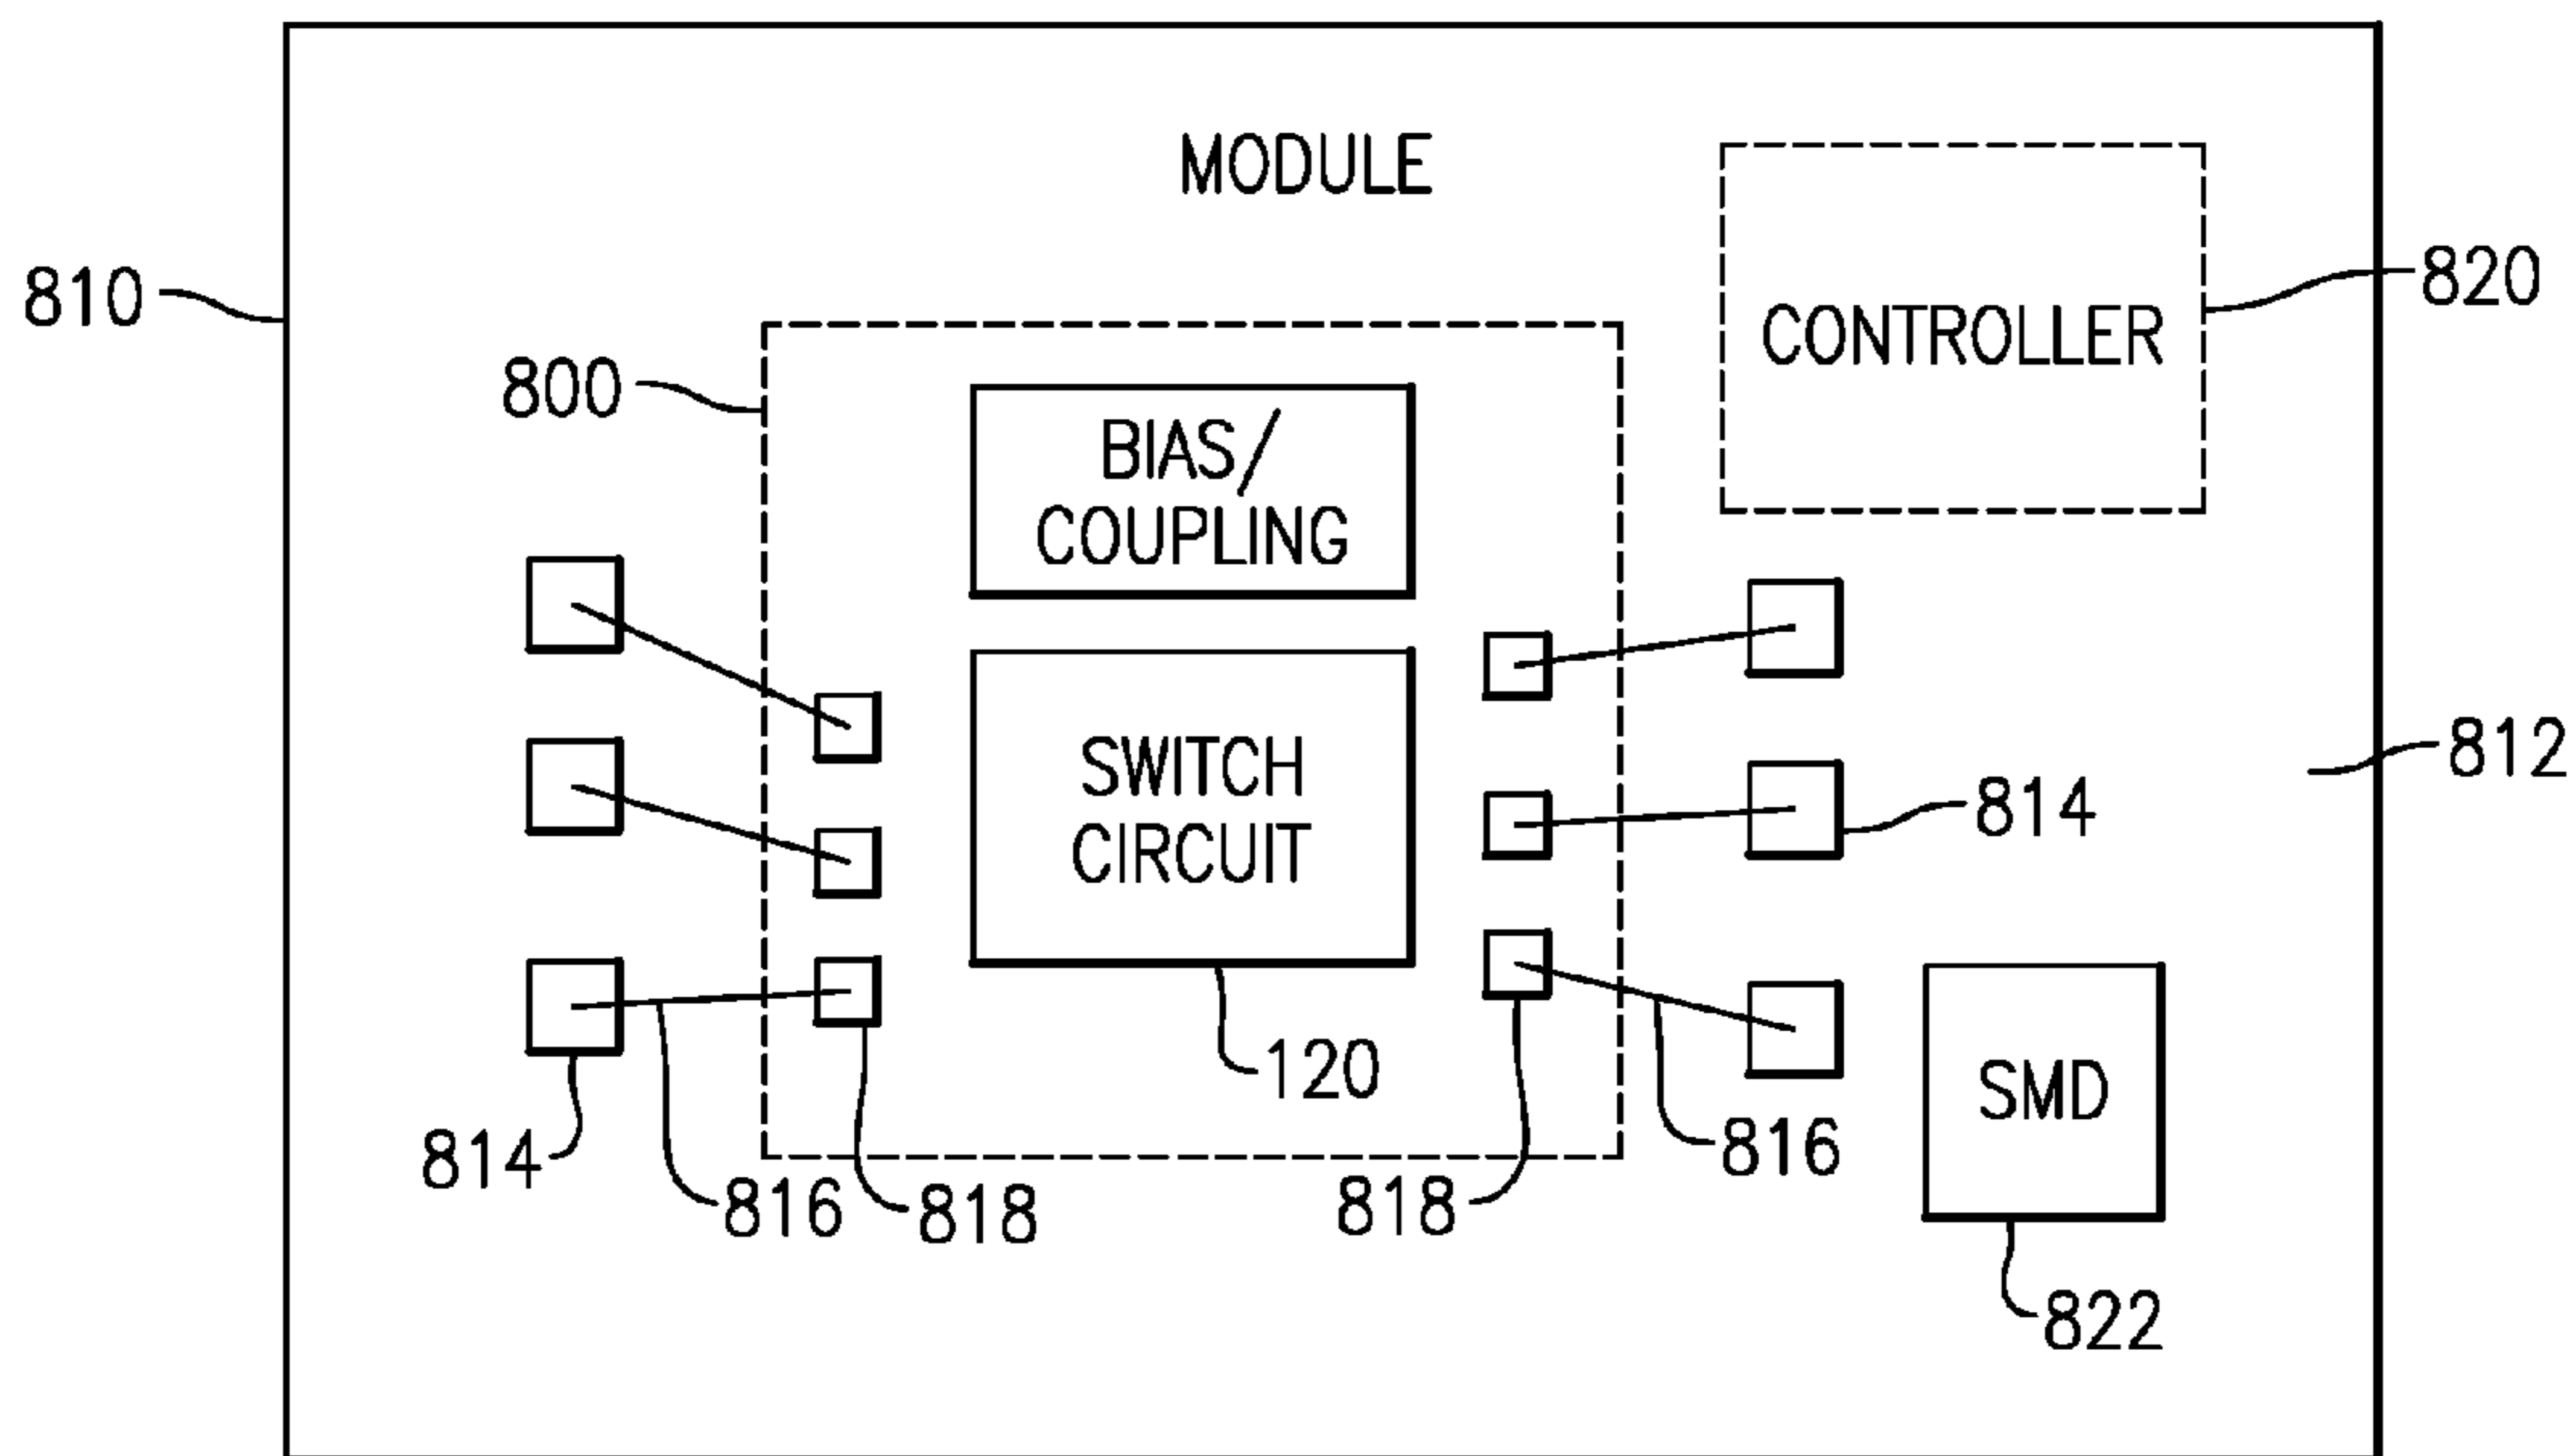 MODULE
810
820
CONTROLLER
800
BIAS/
COUPLING
812
SWITCH
CIRCUIT
814
120
SMD
814
816
818
818
816
822